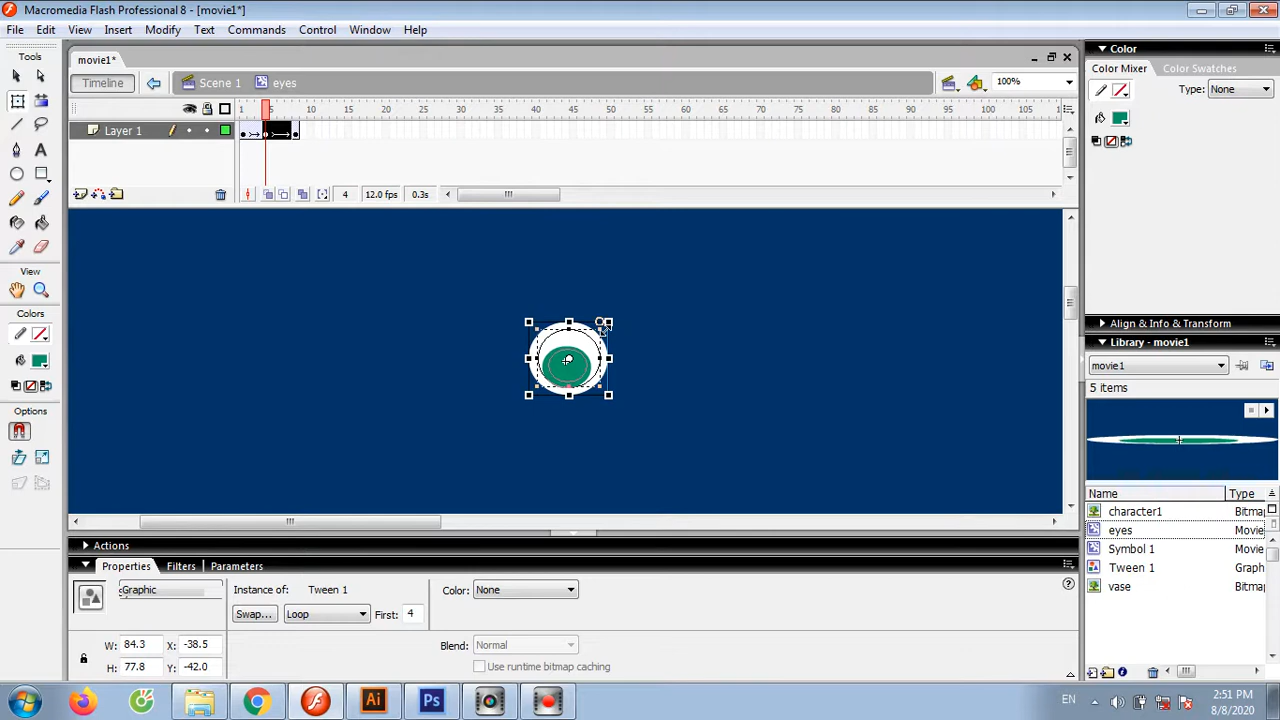 Macromedia Flash Professional 8 - [movie1*]
File Edit View Insert Modify Text Commands Control Window Help
Tools
View
Colors
Options
movie1*
Timeline Scene 1 eyes
1 5 10 15 20 25 30 35 40 45 50 55 60 65 70 75 80 85 90 95 100 105
Layer 1
4 12.0 fps 0.3s
100%
Color
Color Mixer Color Swatches
Type: None
Align & Info & Transform
Library - movie1
movie1
5 items
Name Type
character1 Bitma
eyes Movie
Symbol 1 Movie
Tween 1 Graph
vase Bitma
Actions
Properties Filters Parameters
Graphic Instance of: Tween 1 Color: None
Swap... Loop First: 4
W: 84.3 X: -38.5 Blend: Normal
H: 77.8 Y: -42.0 Use runtime bitmap caching
Ai Ps EN
2:51 PM
8/8/2020